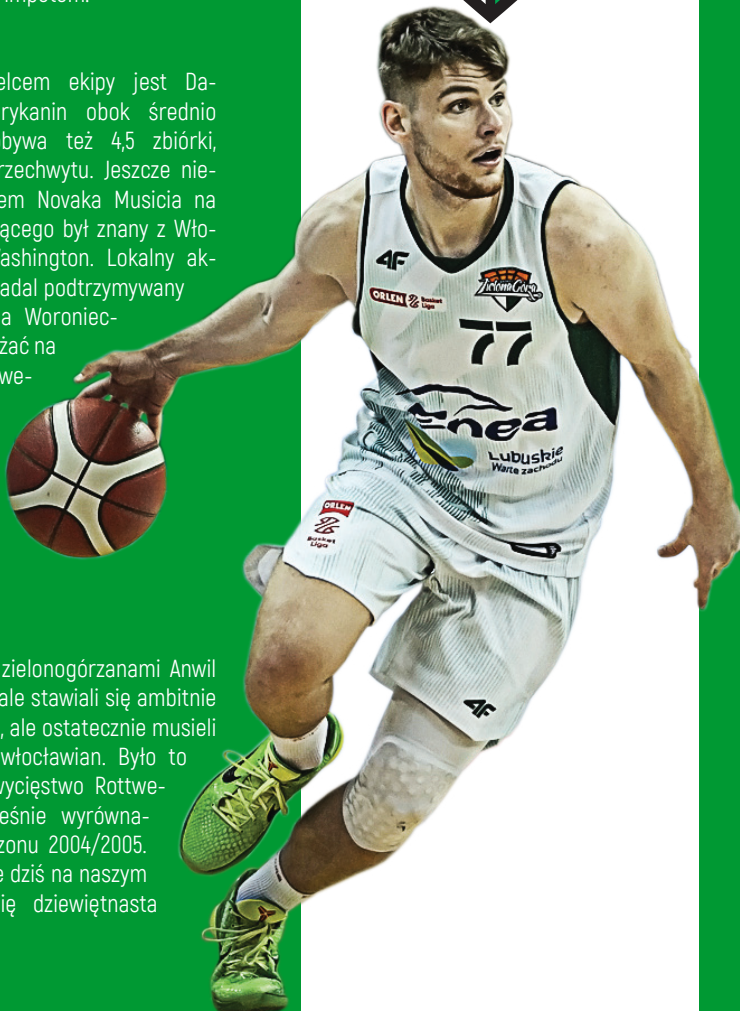 impetem.
elcem ekipy jest Da-
rykanin obok średnio
bywa też 4,5 zbiórki,
rzechwytu. Jeszcze nie-
em Novaka Musicia na
ącego był znany z Wło-
Washington. Lokalny ak-
adal podtrzymywany
a Woroniec-
żać na
we-
zielonogórzanami Anwil
ale stawiali się ambitnie
, ale ostatecznie musieli
włocławian. Było to
wycięstwo Rottwe-
eśnie wyrówna-
zonu 2004/2005.
e dziś na naszym
ię dziewiętnasta
4F
ORLEN Basket Liga
Zielona Góra
77
Enea
Lubuskie
Warte zachodu
ORLEN
Basket
Liga
4F